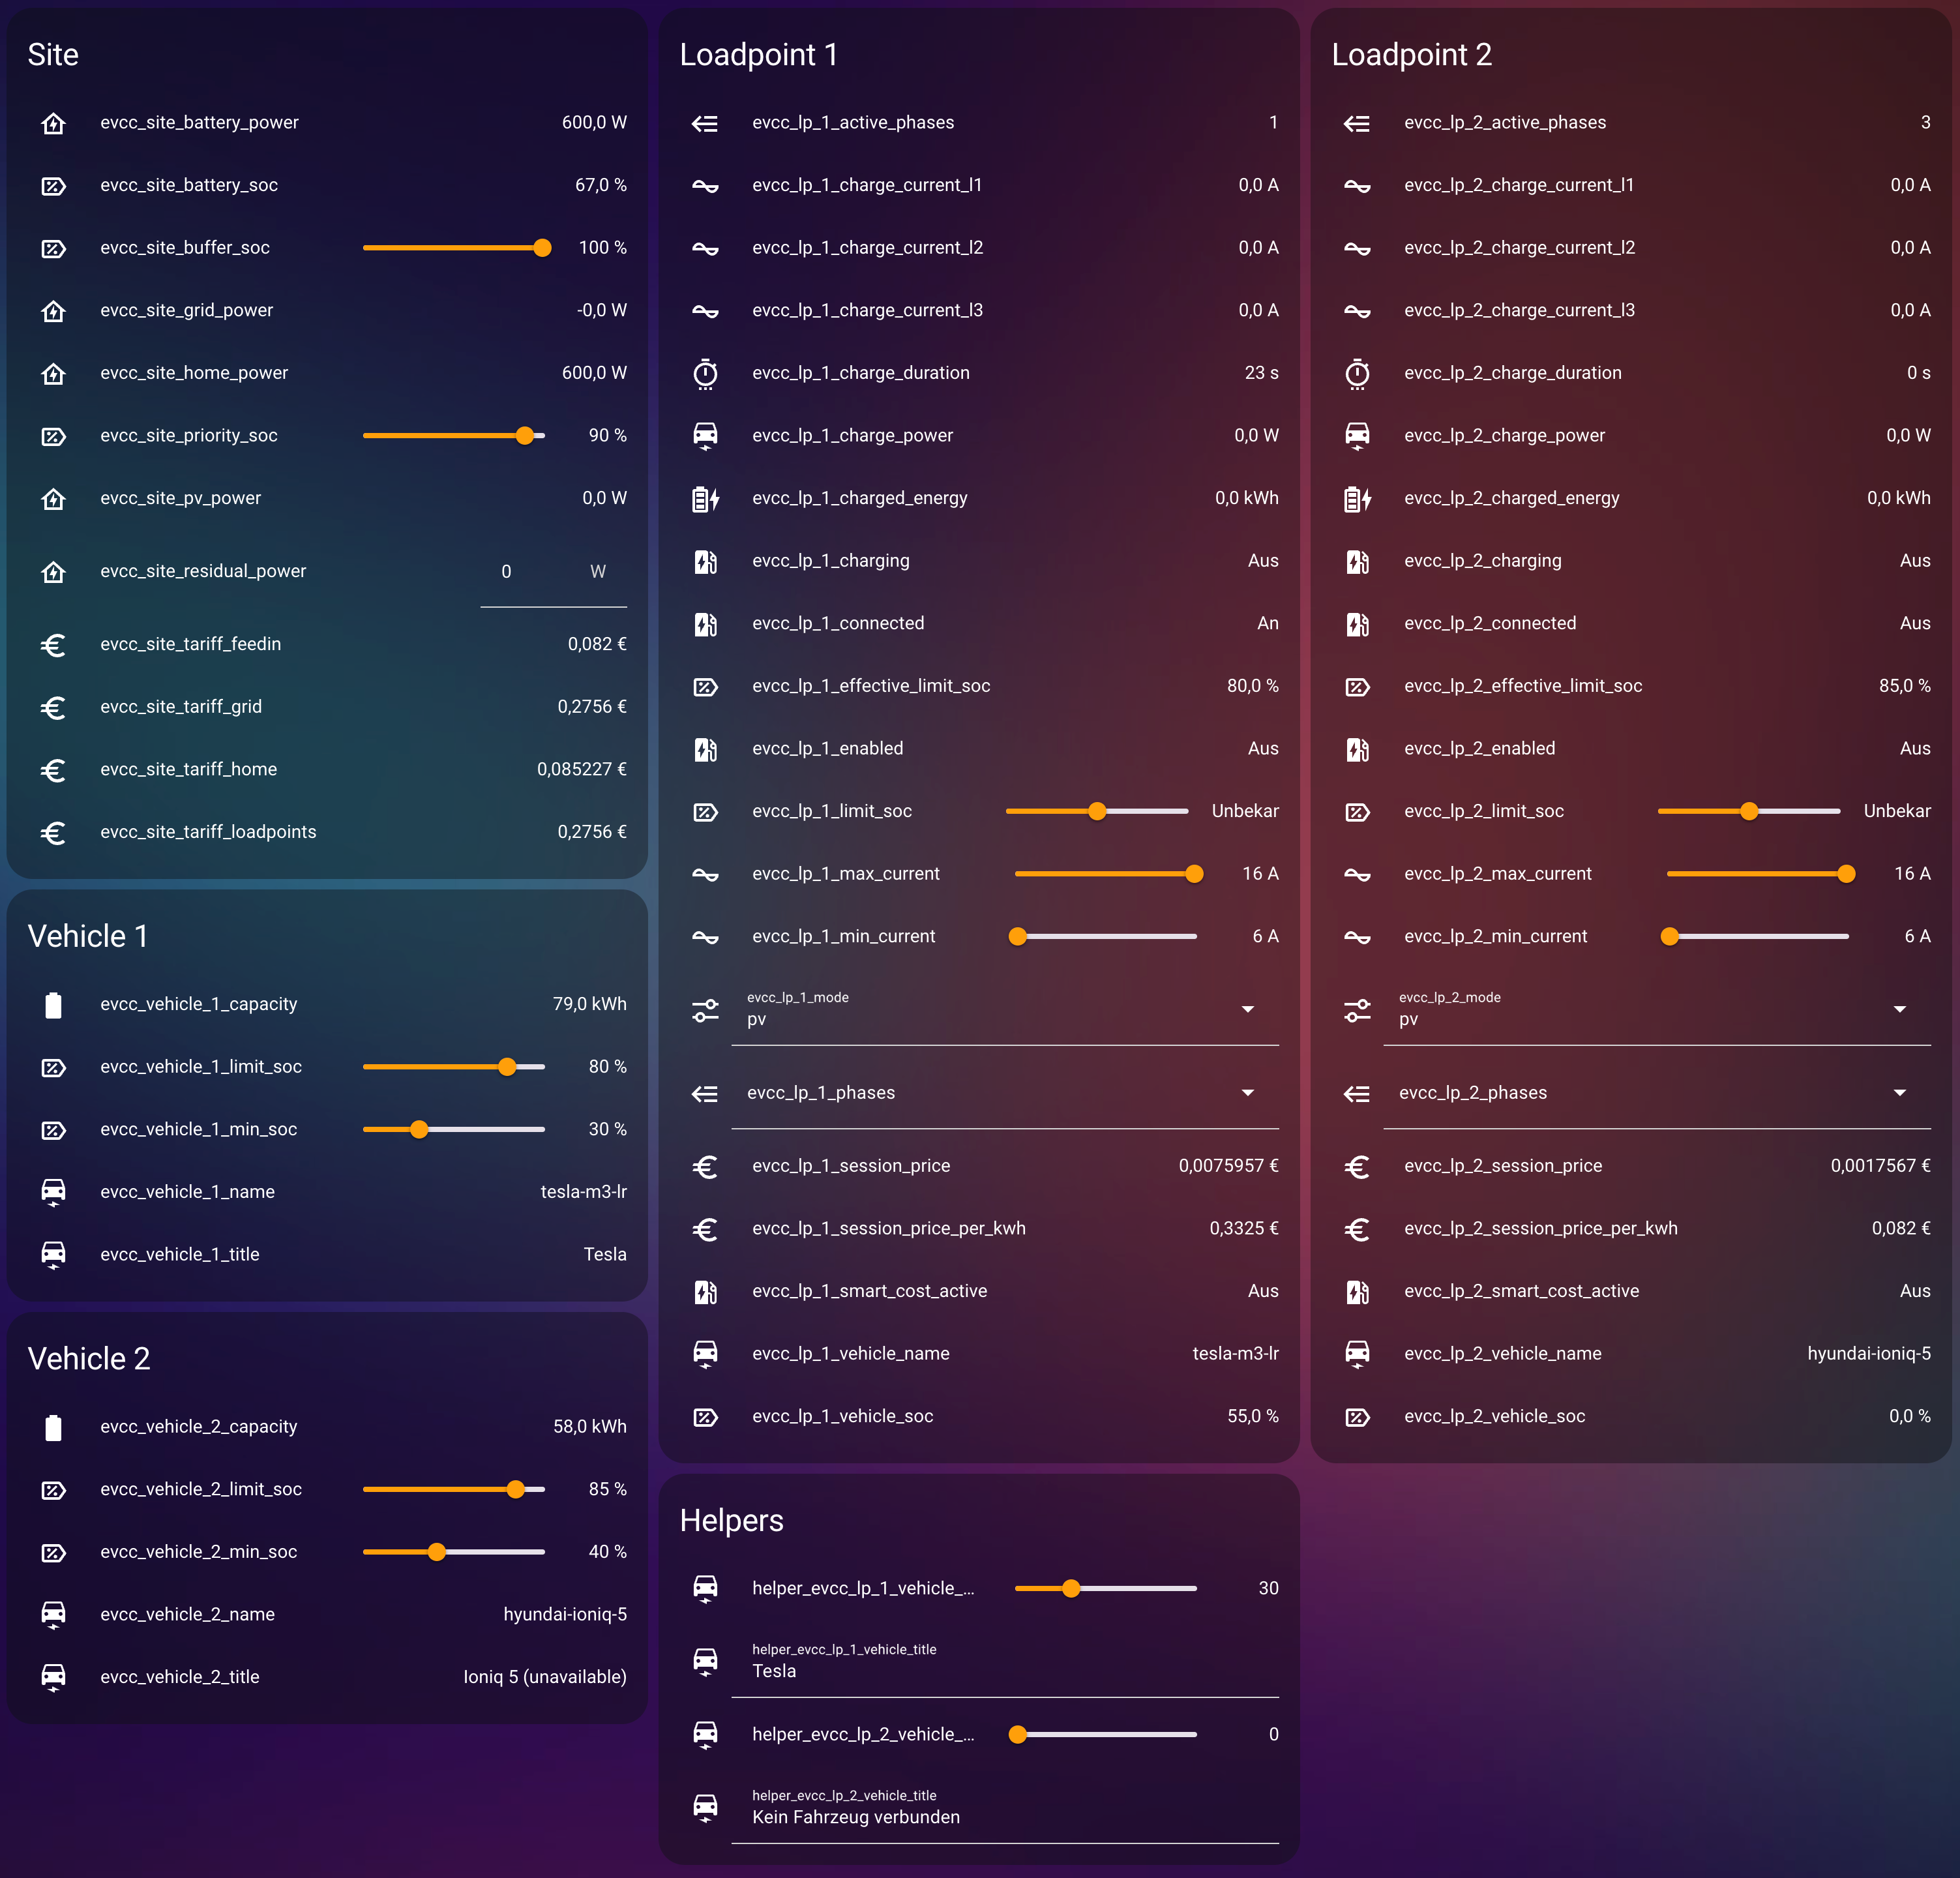 Site
evcc_site_battery_power 600,0 W
evcc_site_battery_soc 67,0 %
evcc_site_buffer_soc 100 %
evcc_site_grid_power -0,0 W
evcc_site_home_power 600,0 W
evcc_site_priority_soc 90 %
evcc_site_pv_power 0,0 W
evcc_site_residual_power 0 W
evcc_site_tariff_feedin 0,082 €
evcc_site_tariff_grid 0,2756 €
evcc_site_tariff_home 0,085227 €
evcc_site_tariff_loadpoints 0,2756 €
Vehicle 1
evcc_vehicle_1_capacity 79,0 kWh
evcc_vehicle_1_limit_soc 80 %
evcc_vehicle_1_min_soc 30 %
evcc_vehicle_1_name tesla-m3-lr
evcc_vehicle_1_title Tesla
Vehicle 2
evcc_vehicle_2_capacity 58,0 kWh
evcc_vehicle_2_limit_soc 85 %
evcc_vehicle_2_min_soc 40 %
evcc_vehicle_2_name hyundai-ioniq-5
evcc_vehicle_2_title Ioniq 5 (unavailable)
Loadpoint 1
evcc_lp_1_active_phases 1
evcc_lp_1_charge_current_l1 0,0 A
evcc_lp_1_charge_current_l2 0,0 A
evcc_lp_1_charge_current_l3 0,0 A
evcc_lp_1_charge_duration 23 s
evcc_lp_1_charge_power 0,0 W
evcc_lp_1_charged_energy 0,0 kWh
evcc_lp_1_charging Aus
evcc_lp_1_connected An
evcc_lp_1_effective_limit_soc 80,0 %
evcc_lp_1_enabled Aus
evcc_lp_1_limit_soc Unbekar
evcc_lp_1_max_current 16 A
evcc_lp_1_min_current 6 A
evcc_lp_1_mode
pv
evcc_lp_1_phases
evcc_lp_1_session_price 0,0075957 €
evcc_lp_1_session_price_per_kwh 0,3325 €
evcc_lp_1_smart_cost_active Aus
evcc_lp_1_vehicle_name tesla-m3-lr
evcc_lp_1_vehicle_soc 55,0 %
Helpers
helper_evcc_lp_1_vehicle_... 30
helper_evcc_lp_1_vehicle_title
Tesla
helper_evcc_lp_2_vehicle_... 0
helper_evcc_lp_2_vehicle_title
Kein Fahrzeug verbunden
Loadpoint 2
evcc_lp_2_active_phases 3
evcc_lp_2_charge_current_l1 0,0 A
evcc_lp_2_charge_current_l2 0,0 A
evcc_lp_2_charge_current_l3 0,0 A
evcc_lp_2_charge_duration 0 s
evcc_lp_2_charge_power 0,0 W
evcc_lp_2_charged_energy 0,0 kWh
evcc_lp_2_charging Aus
evcc_lp_2_connected Aus
evcc_lp_2_effective_limit_soc 85,0 %
evcc_lp_2_enabled Aus
evcc_lp_2_limit_soc Unbekar
evcc_lp_2_max_current 16 A
evcc_lp_2_min_current 6 A
evcc_lp_2_mode
pv
evcc_lp_2_phases
evcc_lp_2_session_price 0,0017567 €
evcc_lp_2_session_price_per_kwh 0,082 €
evcc_lp_2_smart_cost_active Aus
evcc_lp_2_vehicle_name hyundai-ioniq-5
evcc_lp_2_vehicle_soc 0,0 %